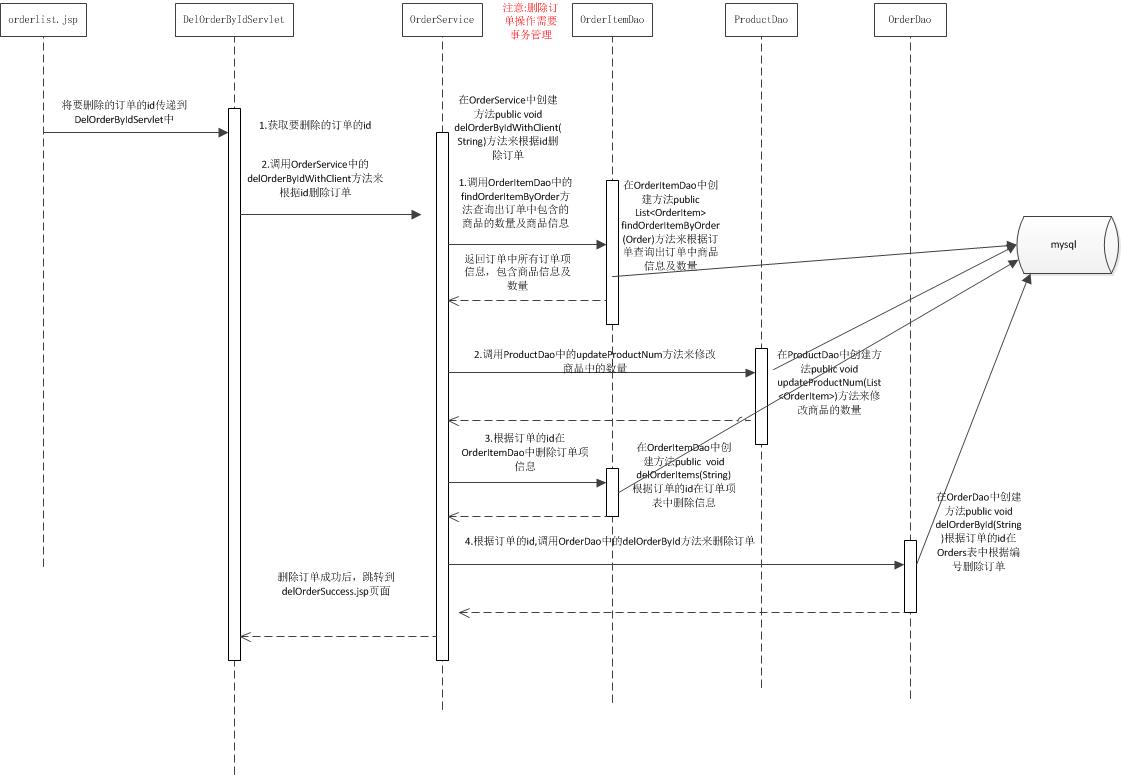 orderlist.jsp
DelOrderByIdServlet
OrderService
注意:删除订
单操作需要
事务管理
OrderItemDao
ProductDao
OrderDao
将要删除的订单的id传递到
DelOrderByIdServlet中
1.获取要删除的订单的id
2.调用OrderService中的
delOrderByIdWithClient方法来
根据id删除订单
在OrderService中创建
方法public void
delOrderByIdWithClient(
String)方法来根据id删
除订单
1.调用OrderItemDao中的
findOrderItemByOrder方
法查询出订单中包含的
商品的数量及商品信息
在OrderItemDao中创
建方法public
List<OrderItem>
findOrderItemByOrder
(Order)方法来根据订
单查询出订单中商品
信息及数量
mysql
返回订单中所有订单项
信息，包含商品信息及
数量
2.调用ProductDao中的updateProductNum方法来修改
商品中的数量
在ProductDao中创建方
法public void
updateProductNum(List
<OrderItem>)方法来修
改商品的数量
3.根据订单的id在
OrderItemDao中删除订单项
信息
在OrderItemDao中创
建方法public void
delOrderItems(String)
根据订单的id在订单项
表中删除信息
4.根据订单的id,调用OrderDao中的delOrderById方法来删除订单
在OrderDao中创建
方法public void
delOrderById(String
)根据订单的id在
Orders表中根据编
号删除订单
删除订单成功后，跳转到
delOrderSuccess.jsp页面